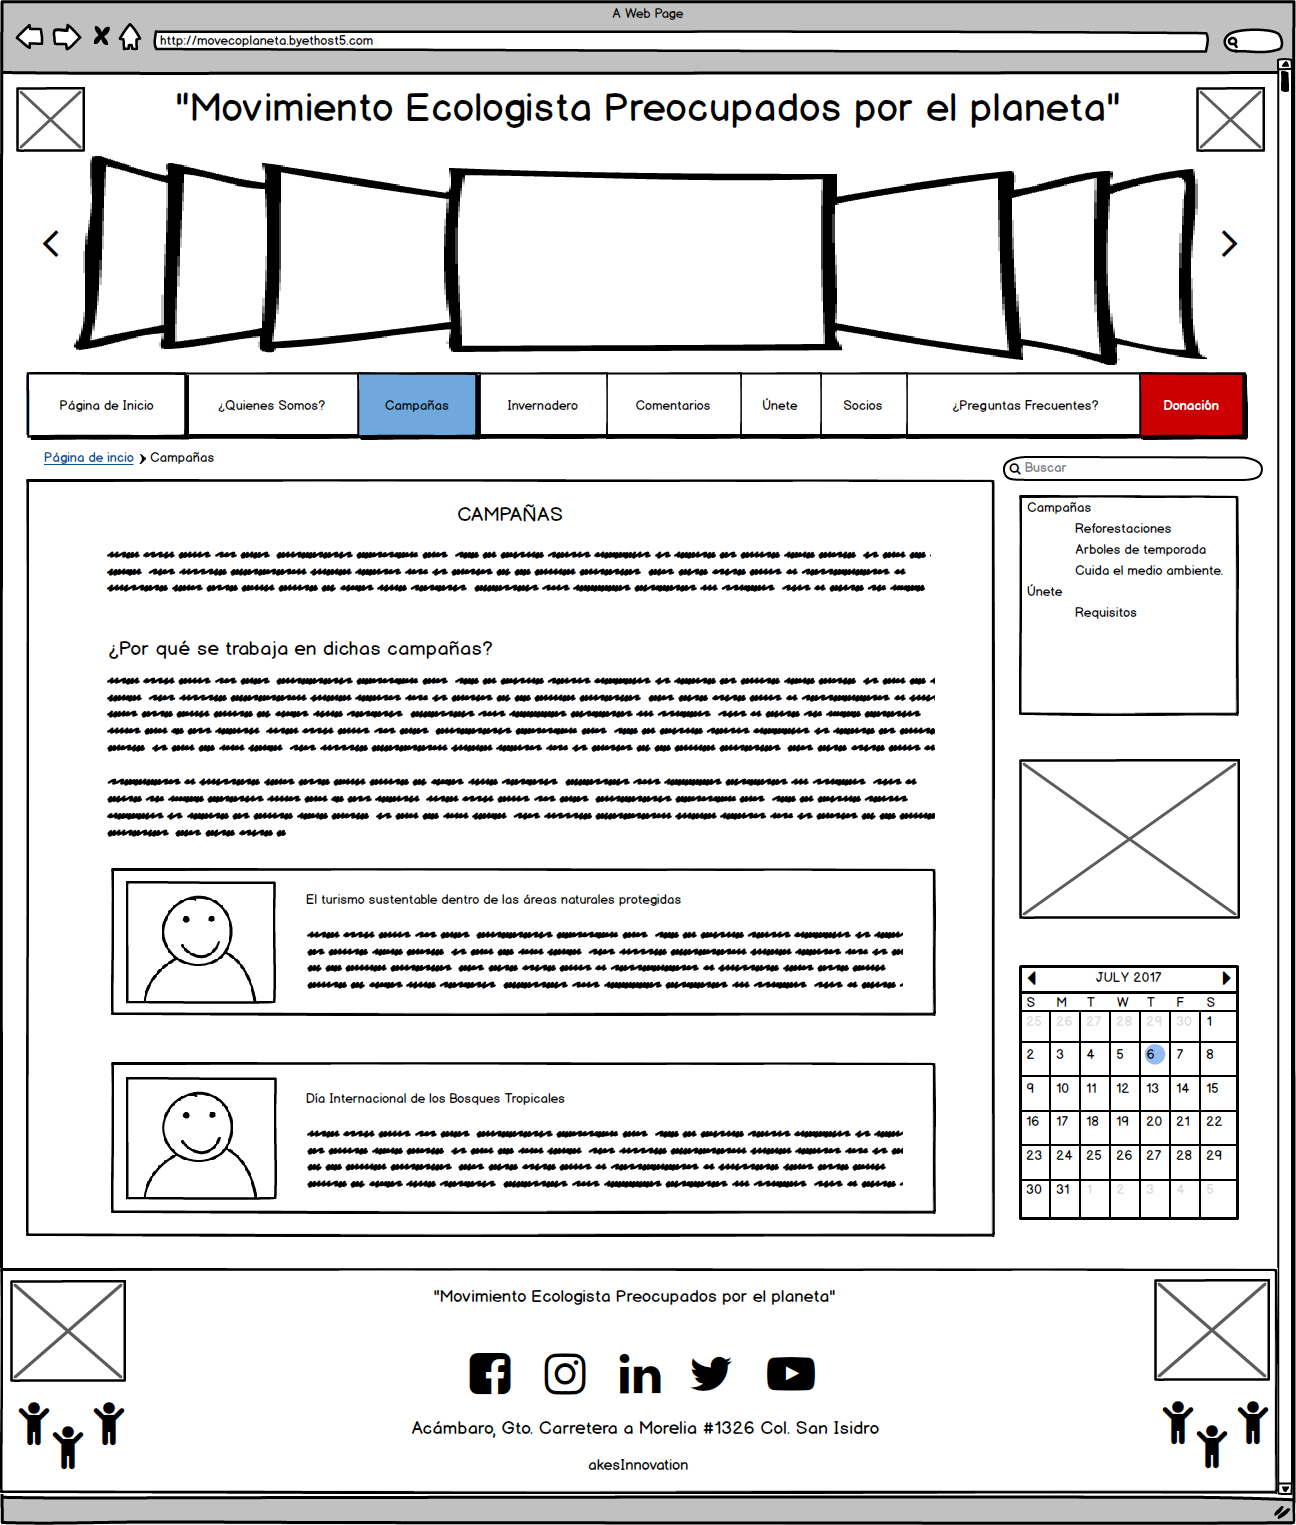 A Web Page
http://movecoplaneta.byethost5.com
"Movimiento Ecologista Preocupados por el planeta"
Página de Inicio
¿Quienes Somos?
Campañas
Invernadero
Comentarios
Únete
Socios
¿Preguntas Frecuentes?
Donación
Página de incio
Campañas
Buscar
CAMPAÑAS
¿Por qué se trabaja en dichas campañas?
El turismo sustentable dentro de las áreas naturales protegidas
Día Internacional de los Bosques Tropicales
Campañas
Reforestaciones
Arboles de temporada
Cuida el medio ambiente.
Únete
Requisitos
JULY 2017
S M T W T F S
25 26 27 28 29 30 1
2 3 4 5 6 7 8
9 10 11 12 13 14 15
16 17 18 19 20 21 22
23 24 25 26 27 28 29
30 31 1 2 3 4 5
"Movimiento Ecologista Preocupados por el planeta"
Acámbaro, Gto. Carretera a Morelia #1326 Col. San Isidro
akesInnovation